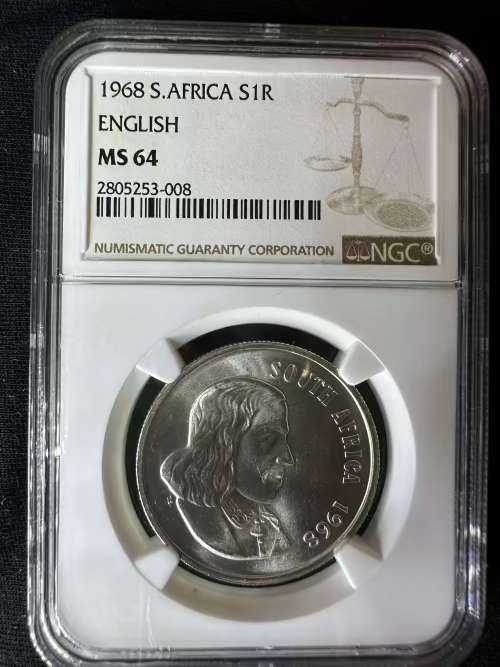 1968 S.AFRICA S1R
ENGLISH
MS 64
2805253-008
NUMISMATIC GUARANTY CORPORATION NGC®
SOUTH AFRICA 1968